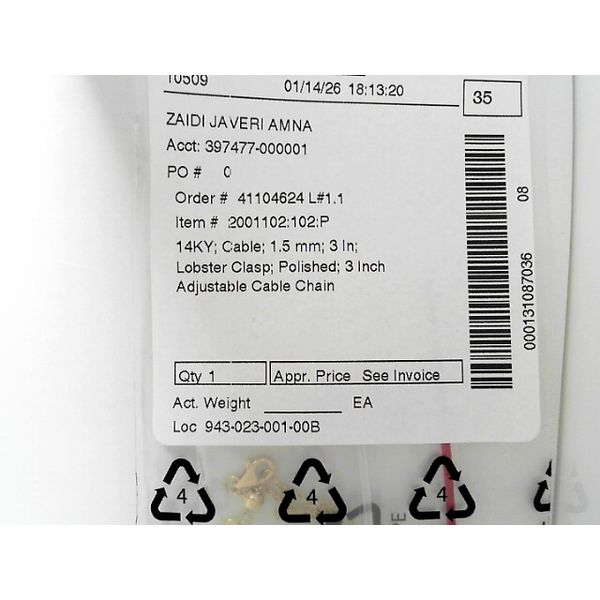 10509
01/14/26 18:13:20
35
ZAIDI JAVERI AMNA
Acct: 397477-000001
PO # 0
Order # 41104624 L#1.1
Item # 2001102:102:P
14KY; Cable; 1.5 mm; 3 In;
Lobster Clasp; Polished; 3 Inch
Adjustable Cable Chain
Qty 1
Appr. Price See Invoice
Act. Weight ________ EA
Loc 943-023-001-00B
000131087036
08
4
4
4